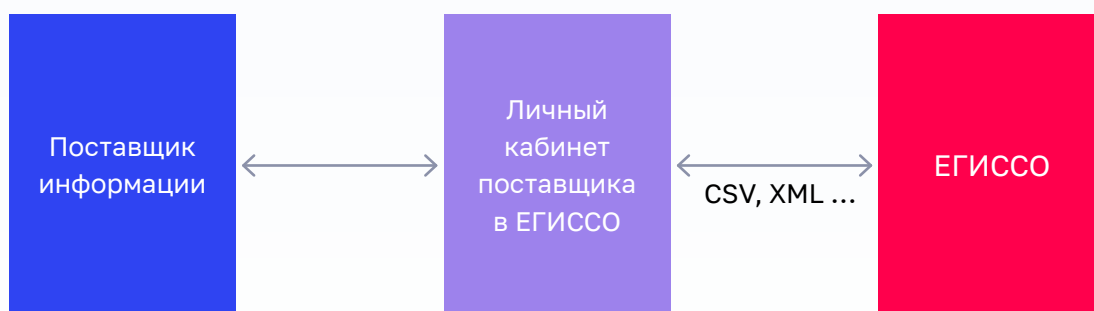 Поставщик
информации
Личный
кабинет
поставщика
в ЕГИССО
CSV, XML ...
ЕГИССО